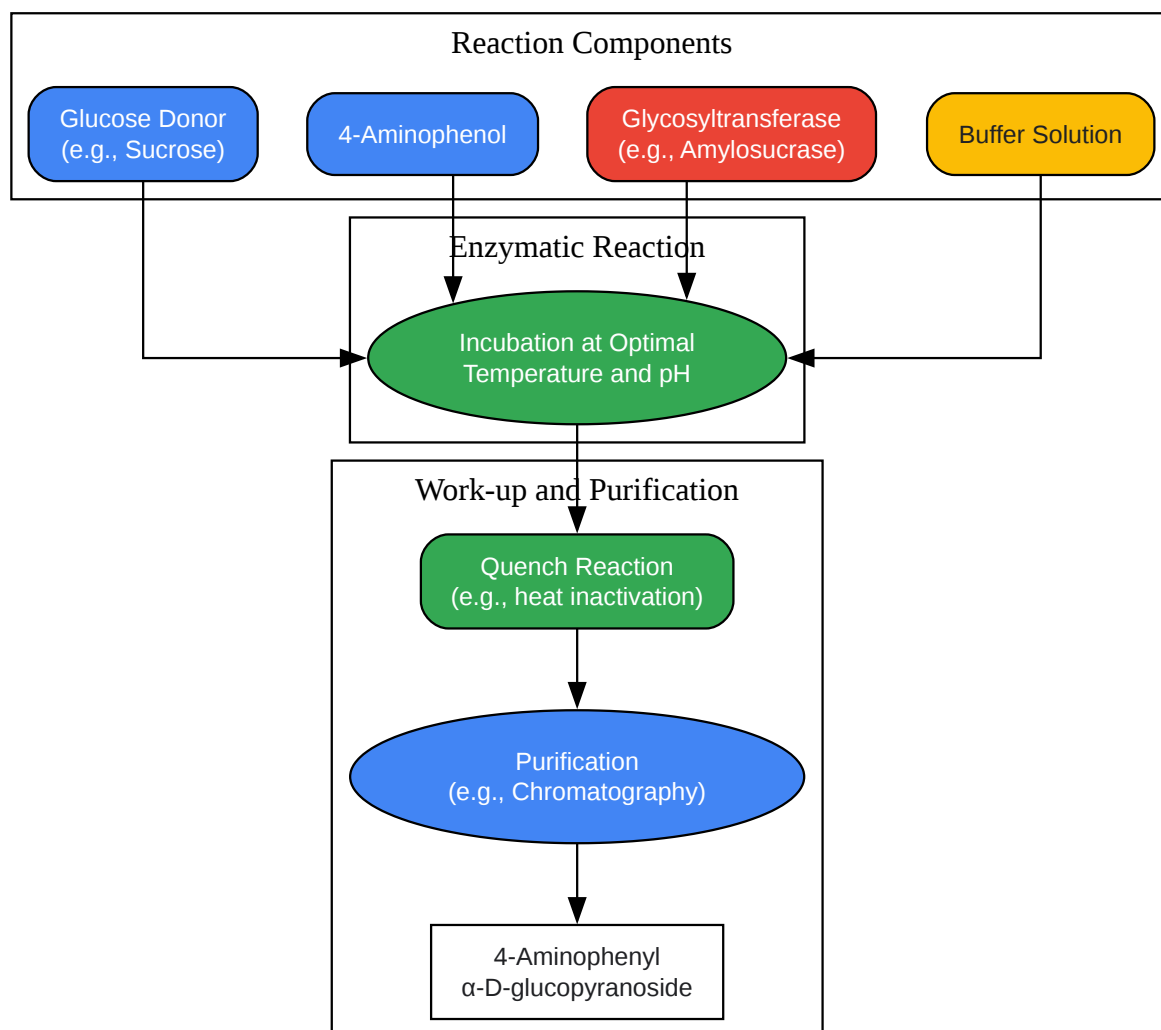 Reaction Components
Glucose Donor
(e.g., Sucrose)
4-Aminophenol
Glycosyltransferase
(e.g., Amylosucrase)
Buffer Solution
Enzymatic Reaction
Incubation at Optimal
Temperature and pH
Work-up and Purification
Quench Reaction
(e.g., heat inactivation)
Purification
(e.g., Chromatography)
4-Aminophenyl
α-D-glucopyranoside